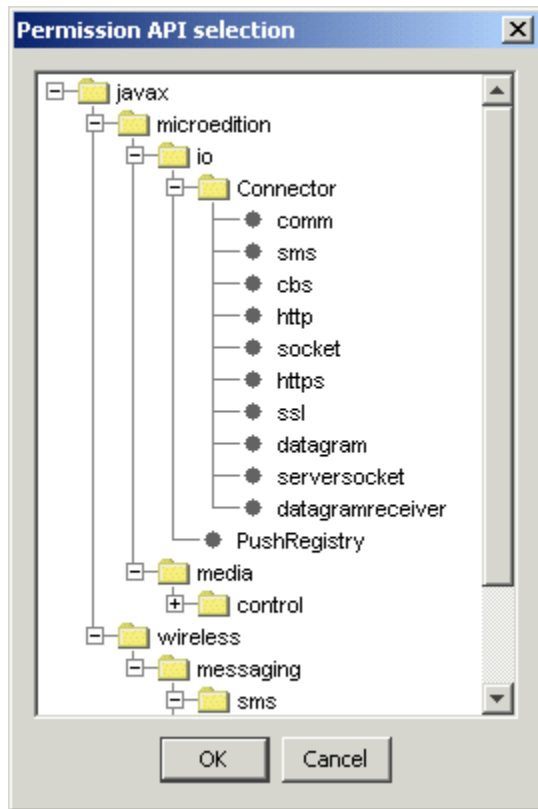 Permission API selection
javax
microedition
io
Connector
comm
sms
cbs
http
socket
https
ssl
datagram
serversocket
datagramreceiver
PushRegistry
media
control
wireless
messaging
sms
OK Cancel